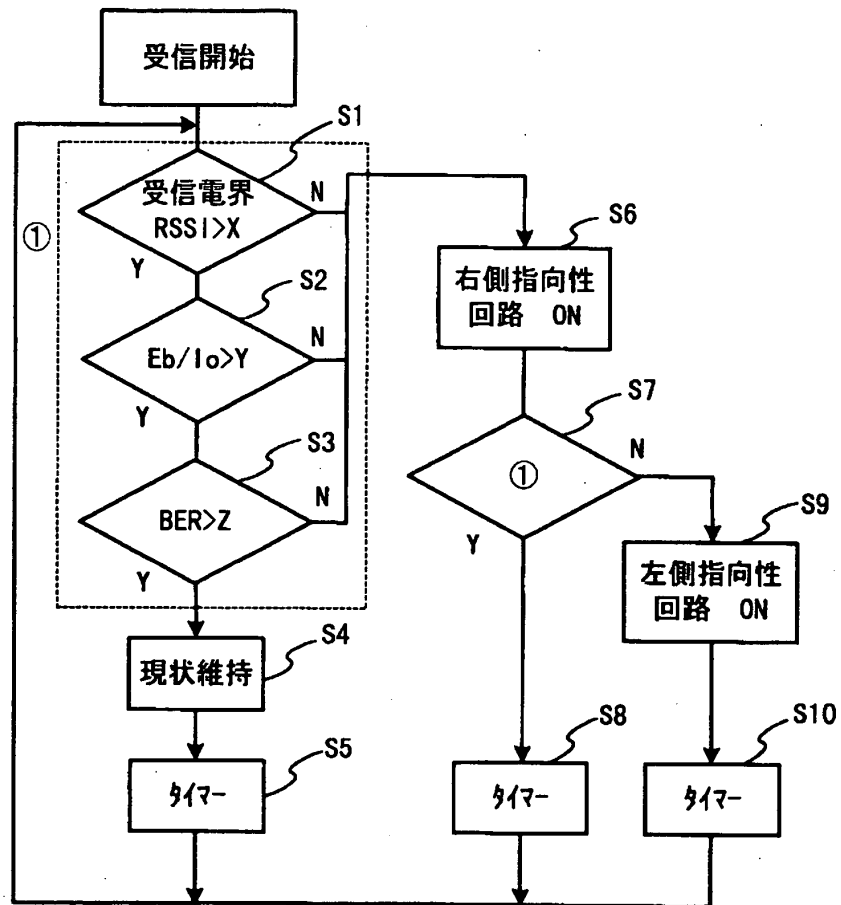 受信開始
S1
受信電界
RSSI>X
N
①
Y
S2
Eb/Io>Y
N
Y
S3
BER>Z
N
Y
S4
現状維持
S5
タイマー
S6
右側指向性
回路 ON
S7
①
N
Y
S9
左側指向性
回路 ON
S8
タイマー
S10
タイマー